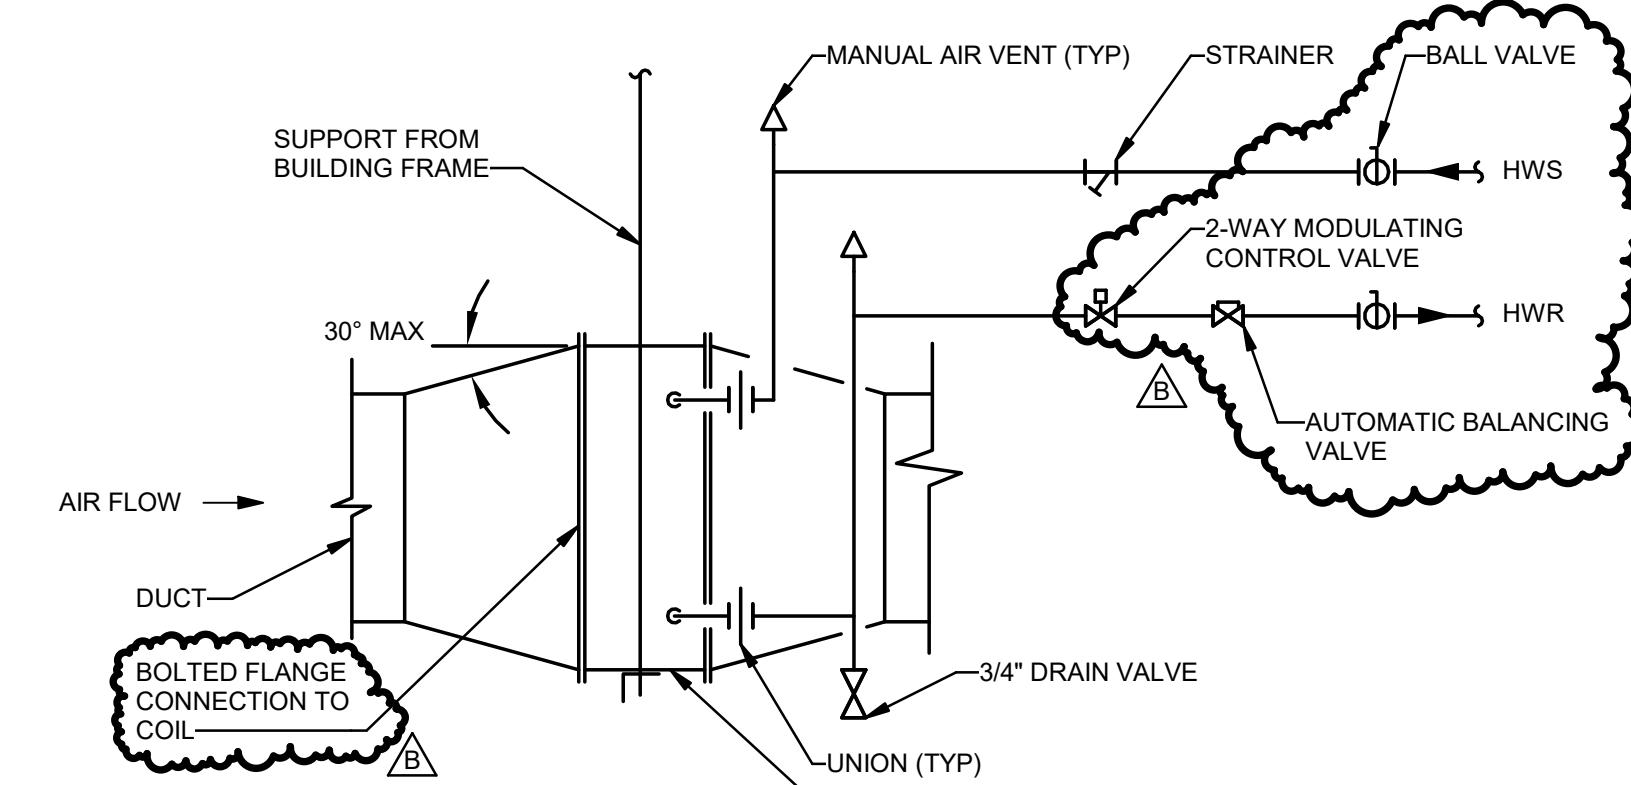 MANUAL AIR VENT (TYP)
STRAINER
BALL VALVE
SUPPORT FROM
BUILDING FRAME
HWS
2-WAY MODULATING
CONTROL VALVE
30° MAX
HWR
B
AUTOMATIC BALANCING
VALVE
AIR FLOW
DUCT
BOLTED FLANGE
CONNECTION TO
COIL
3/4" DRAIN VALVE
B
UNION (TYP)